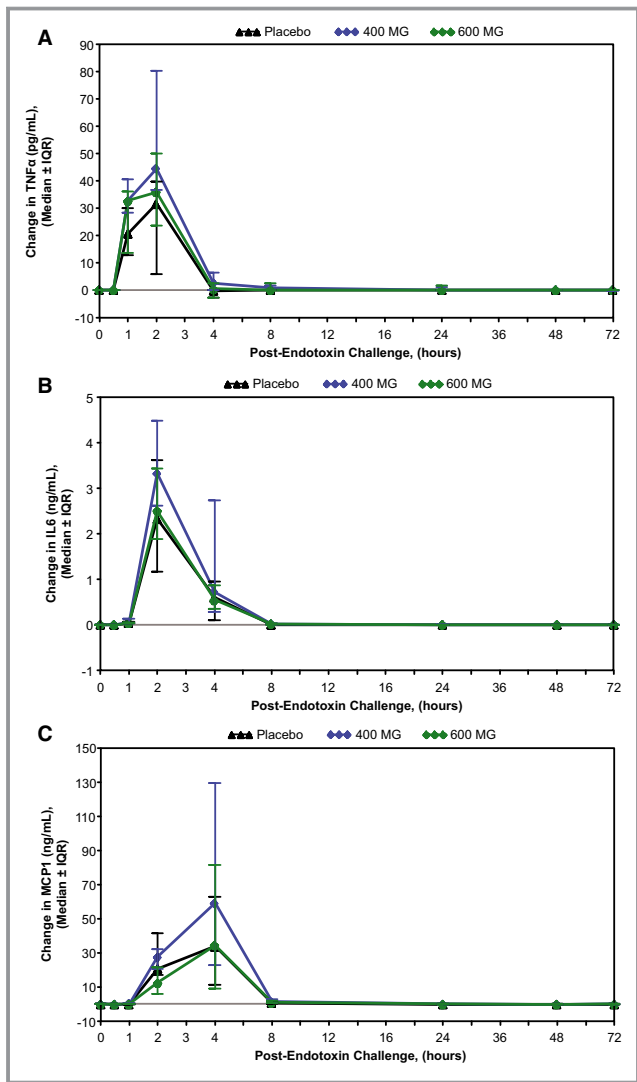 A
Placebo 400 MG 600 MG
Change in TNFα (pg/mL),
(Median ± IQR)
90
80
70
60
50
40
30
20
10
0
-10
0 1 2 3 4 8 12 16 24 36 48 72
Post-Endotoxin Challenge, (hours)
B
Placebo 400 MG 600 MG
Change in IL6 (ng/mL),
(Median ± IQR)
5
4
3
2
1
0
-1
0 1 2 3 4 8 12 16 24 36 48 72
Post-Endotoxin Challenge, (hours)
C
Placebo 400 MG 600 MG
Change in MCP1 (ng/mL),
(Median ± IQR)
150
130
110
90
70
50
30
10
-10
0 1 2 3 4 8 12 16 24 36 48 72
Post-Endotoxin Challenge, (hours)